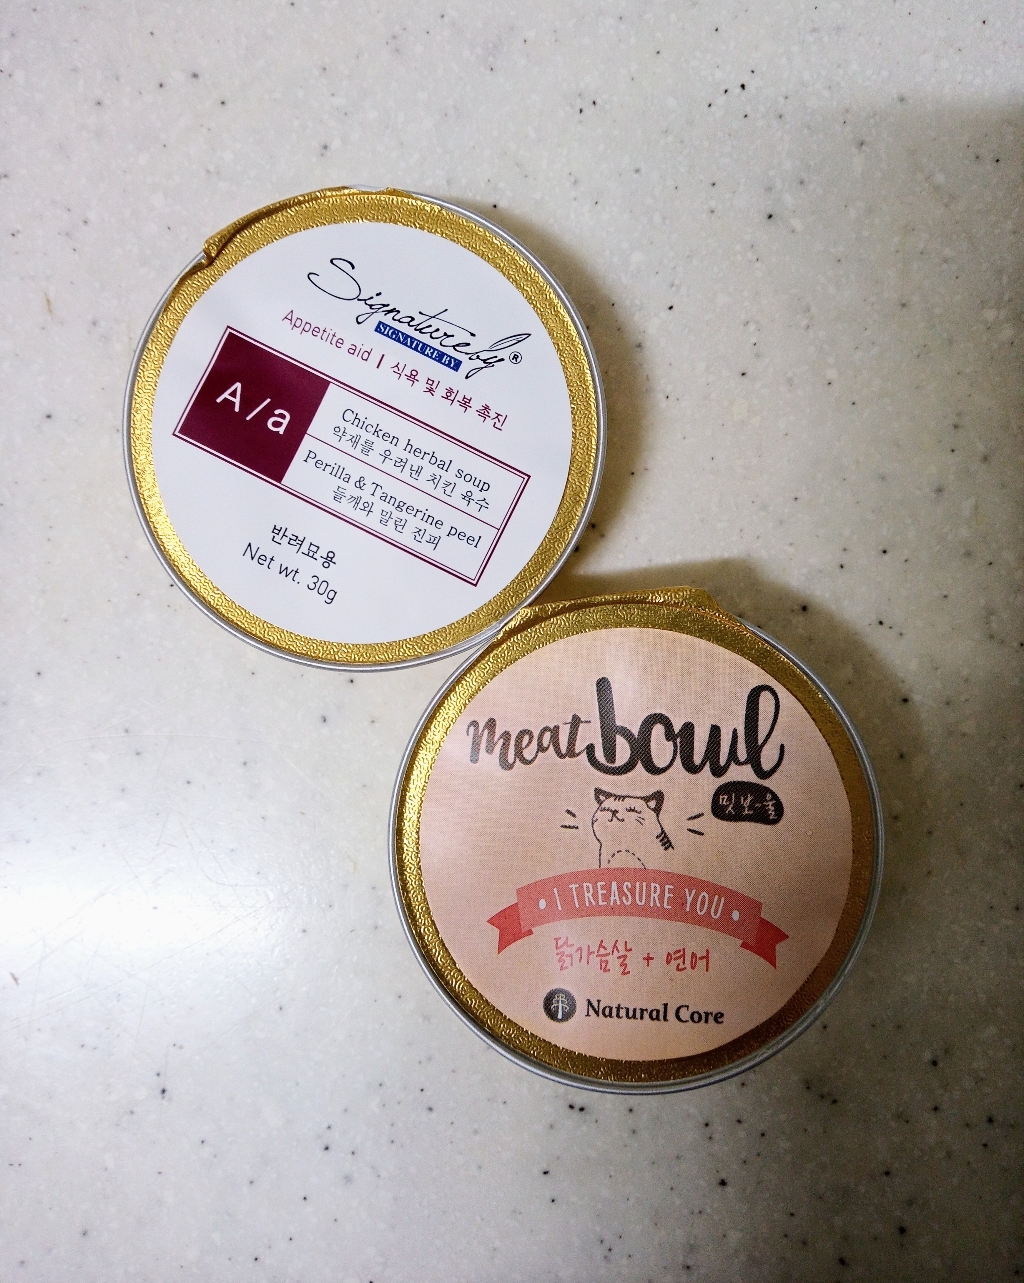 Signatureby®
SIGNATURE BY.
Appetite aid | 식욕 및 회복 촉진
A/a
Chicken herbal soup
약재를 우려낸 치킨 육수
Perilla & Tangerine peel
들깨와 말린 진피
반려묘용
Net wt. 30g
meat bowl
밋보-울
• I TREASURE YOU •
닭가슴살 + 연어
Natural Core